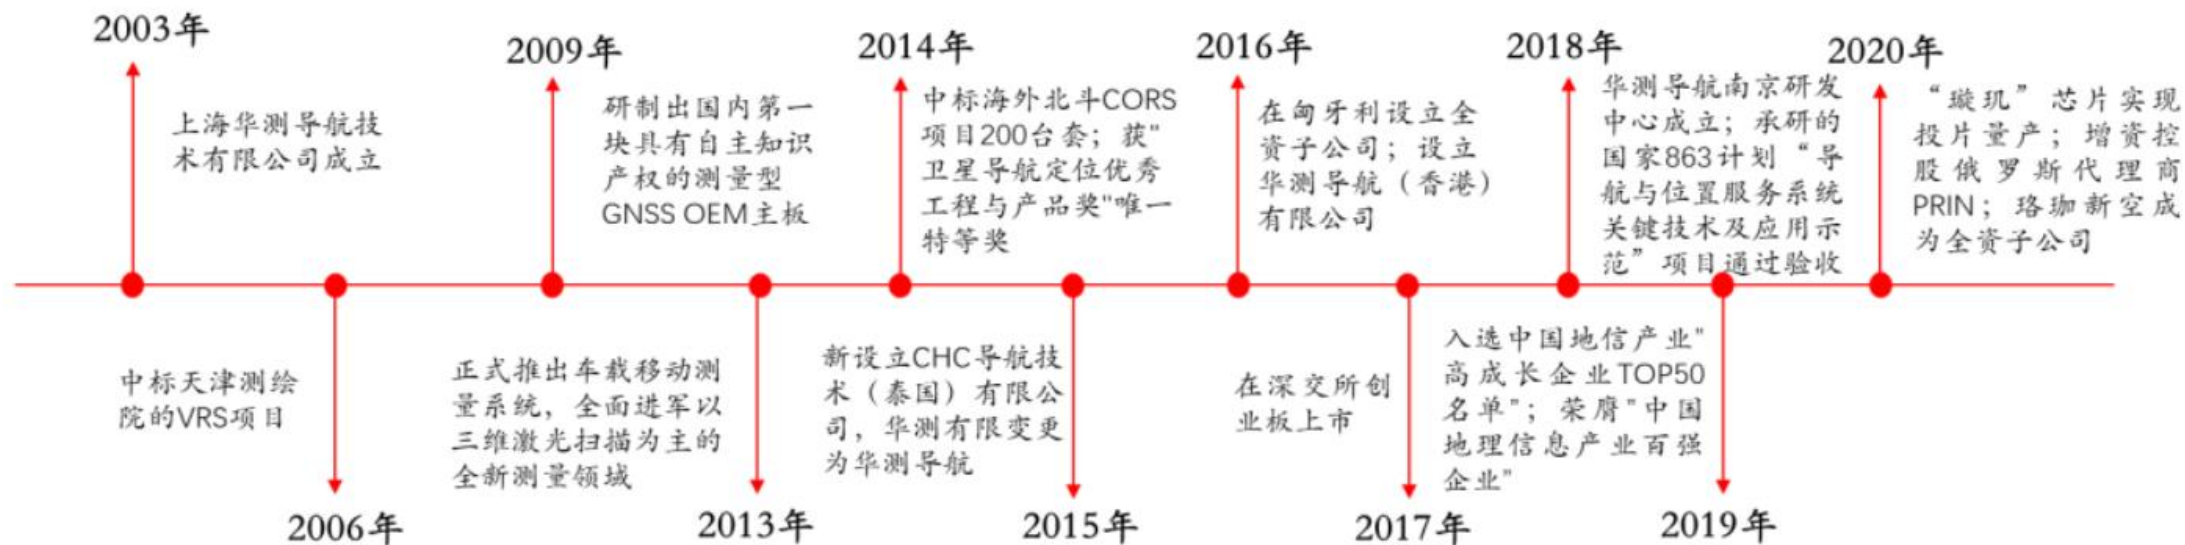 2003年
上海华测导航技
术有限公司成立
中标天津测绘
院的VRS项目
2006年
2009年
研制出国内第一
块具有自主知识
产权的测量型
GNSS OEM主板
正式推出车载移动测
量系统，全面进军以
三维激光扫描为主的
全新测量领域
2013年
2014年
中标海外北斗CORS
项目200台套；获"
卫星导航定位优秀
工程与产品奖"唯一
特等奖
新设立CHC导航技
术（泰国）有限公
司，华测有限变更
为华测导航
2015年
2016年
在匈牙利设立全
资子公司；设立
华测导航（香港）
有限公司
在深交所创
业板上市
2017年
2018年
华测导航南京研发
中心成立；承研的
国家863计划“导
航与位置服务系统
关键技术及应用示
范”项目通过验收
入选中国地信产业"
高成长企业TOP50
名单"；荣膺"中国
地理信息产业百强
企业"
2019年
2020年
“璇玑”芯片实现
投片量产；增资控
股俄罗斯代理商
PRIN；珞珈新空成
为全资子公司